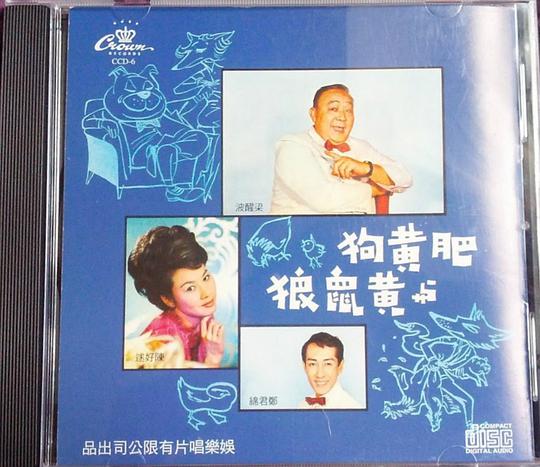 Crown
RECORDS
CCD-6
梁醒波
肥黃狗
与黃鼠狼
陳好逑
鄭君綿
娛樂唱片有限公司出品
COMPACT
disc
DIGITAL AUDIO